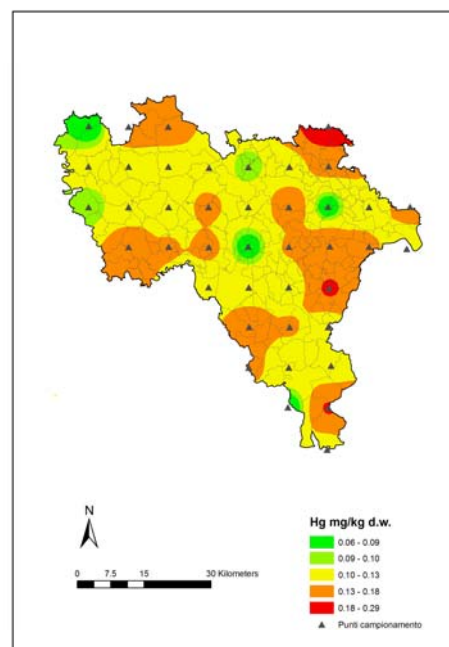 N
0 7.5 15 30 Kilometers
Hg mg/kg d.w.
0.06 - 0.09
0.09 - 0.10
0.10 - 0.13
0.13 - 0.18
0.18 - 0.29
Punti campionamento